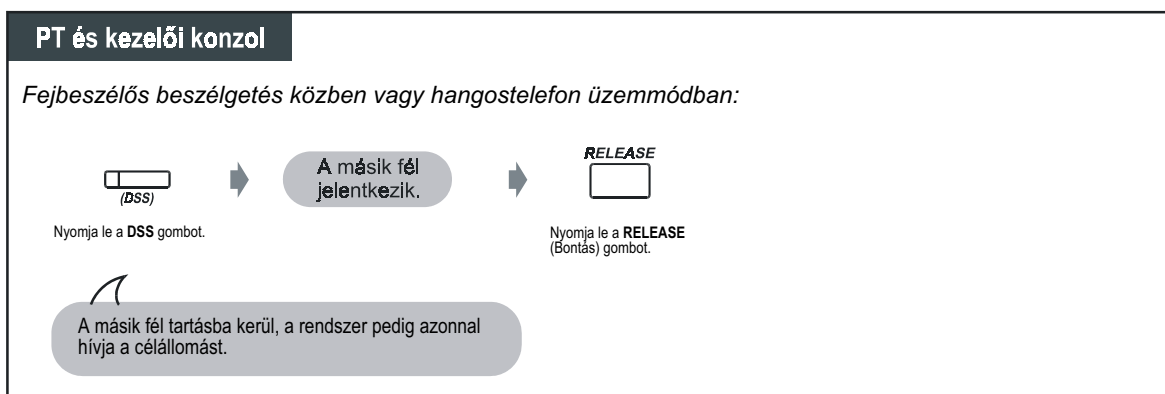 PT és kezelői konzol
Fejbeszélős beszélgetés közben vagy hangostelefon üzemmódban:
(DSS)
Nyomja le a DSS gombot.
A másik fél
jelentkezik.
RELEASE
Nyomja le a RELEASE
(Bontás) gombot.
A másik fél tartásba kerül, a rendszer pedig azonnal
hívja a célállomást.